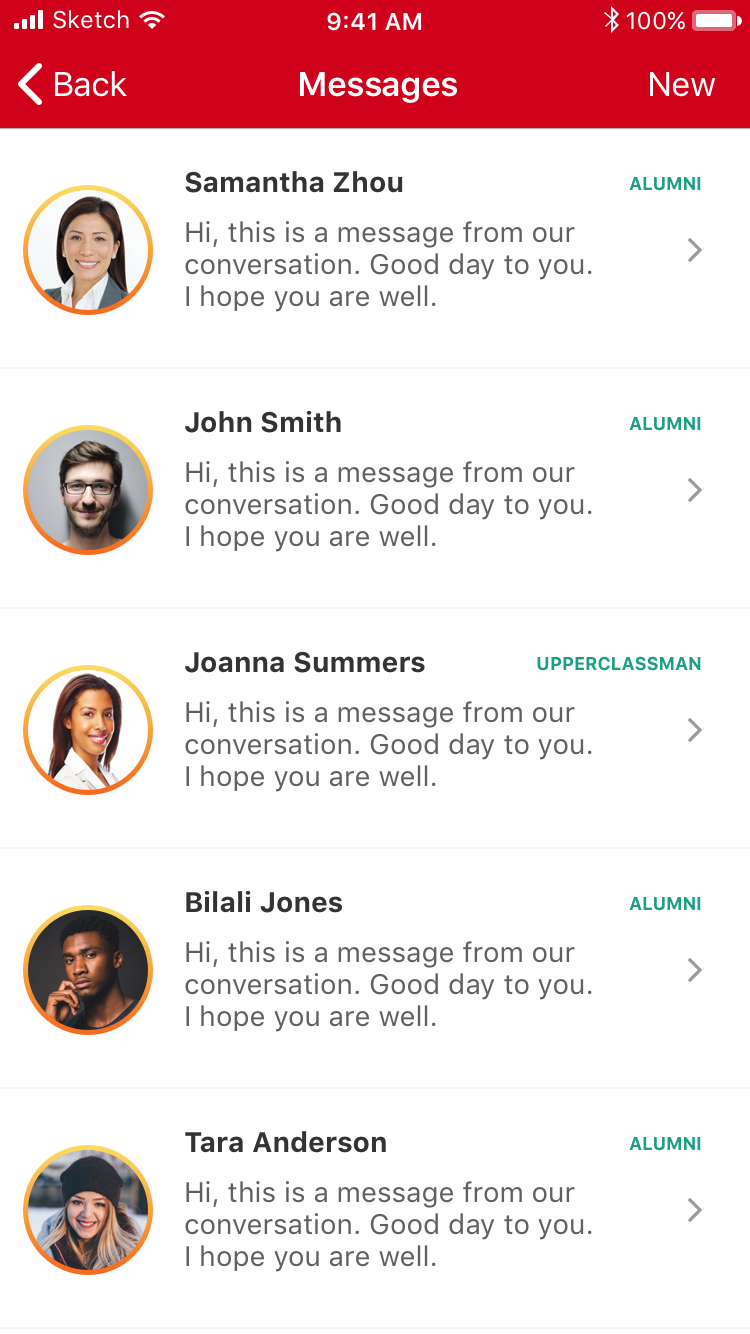 Sketch 9:41 AM 100%
Back Messages New
Samantha Zhou ALUMNI
Hi, this is a message from our
conversation. Good day to you.
I hope you are well.
John Smith ALUMNI
Hi, this is a message from our
conversation. Good day to you.
I hope you are well.
Joanna Summers UPPERCLASSMAN
Hi, this is a message from our
conversation. Good day to you.
I hope you are well.
Bilali Jones ALUMNI
Hi, this is a message from our
conversation. Good day to you.
I hope you are well.
Tara Anderson ALUMNI
Hi, this is a message from our
conversation. Good day to you.
I hope you are well.